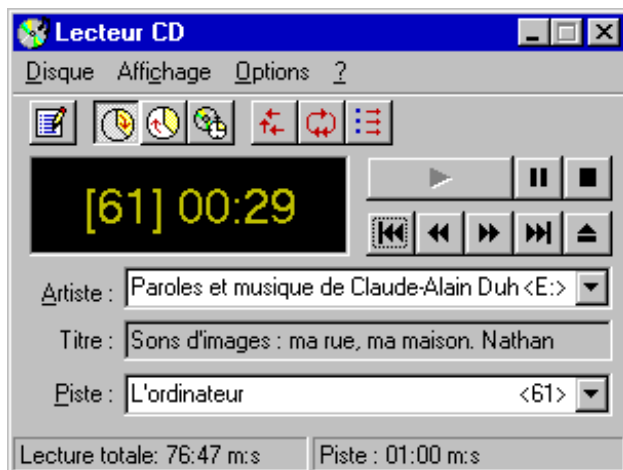 Lecteur CD
Disque Affichage Options ?
[61] 00:29
Artiste : Paroles et musique de Claude-Alain Duh <E:>
Titre : Sons d'images : ma rue, ma maison. Nathan
Piste : L'ordinateur <61>
Lecture totale: 76:47 m:s Piste : 01:00 m:s